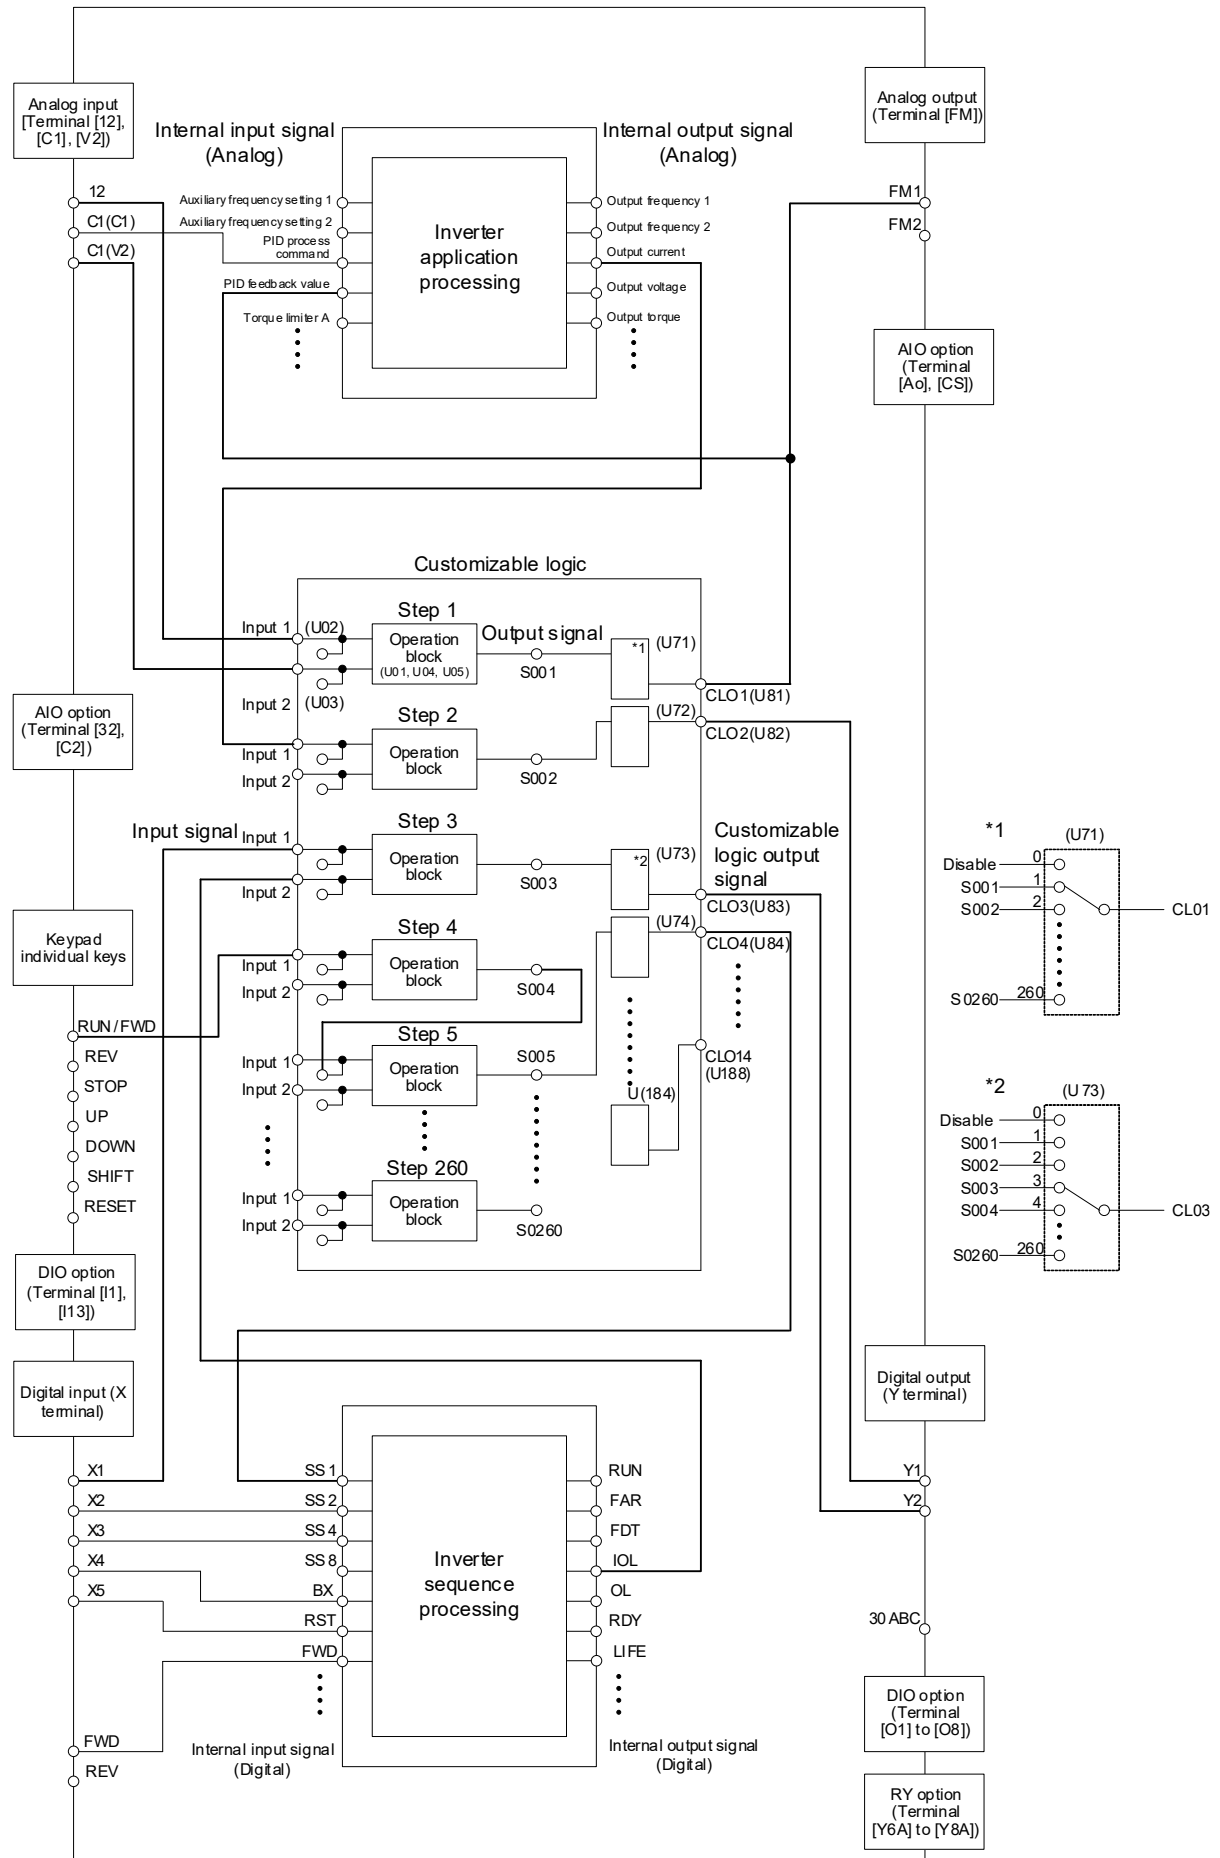 Analog input
[Terminal [12],
[C1], [V2])
Analog output
(Terminal [FM])
Internal input signal
(Analog)
Internal output signal
(Analog)
12
C1(C1)
C1(V2)
Auxiliary frequency setting 1
Auxiliary frequency setting 2
PID process
command
PID feedback value
Torque limiter A
Inverter
application
processing
Output frequency 1
Output frequency 2
Output current
Output voltage
Output torque
FM1
FM2
AIO option
(Terminal
[Ao], [CS])
Customizable logic
Step 1
Input 1
(U02)
Operation
block
(U01, U04, U05)
Output signal
S001
*1
(U71)
CLO1(U81)
Input 2
(U03)
AIO option
(Terminal [32],
[C2])
Step 2
Input 1
Input 2
Operation
block
S002
(U72)
CLO2(U82)
Input signal
Step 3
Input 1
Input 2
Operation
block
S003
*2
(U73)
Customizable
logic output
signal
CLO3(U83)
Keypad
individual keys
Step 4
Input 1
Input 2
Operation
block
S004
(U74)
CLO4(U84)
RUN/FWD
REV
STOP
UP
DOWN
SHIFT
RESET
Step 5
Input 1
Input 2
Operation
block
S005
U(184)
CLO14
(U188)
Step 260
Input 1
Input 2
Operation
block
S0260
*1
(U71)
Disable
0
S001
1
S002
2
S0260
260
CL01
*2
(U73)
Disable
0
S001
1
S002
2
S003
3
S004
4
S0260
260
CL03
DIO option
(Terminal [I1],
[I13])
Digital input (X
terminal)
Digital output
(Y terminal)
X1
X2
X3
X4
X5
SS1
SS2
SS4
SS8
BX
RST
FWD
Inverter
sequence
processing
RUN
FAR
FDT
IOL
OL
RDY
LIFE
Y1
Y2
30ABC
FWD
REV
Internal input signal
(Digital)
Internal output signal
(Digital)
DIO option
(Terminal
[O1] to [O8])
RY option
(Terminal
[Y6A] to [Y8A])